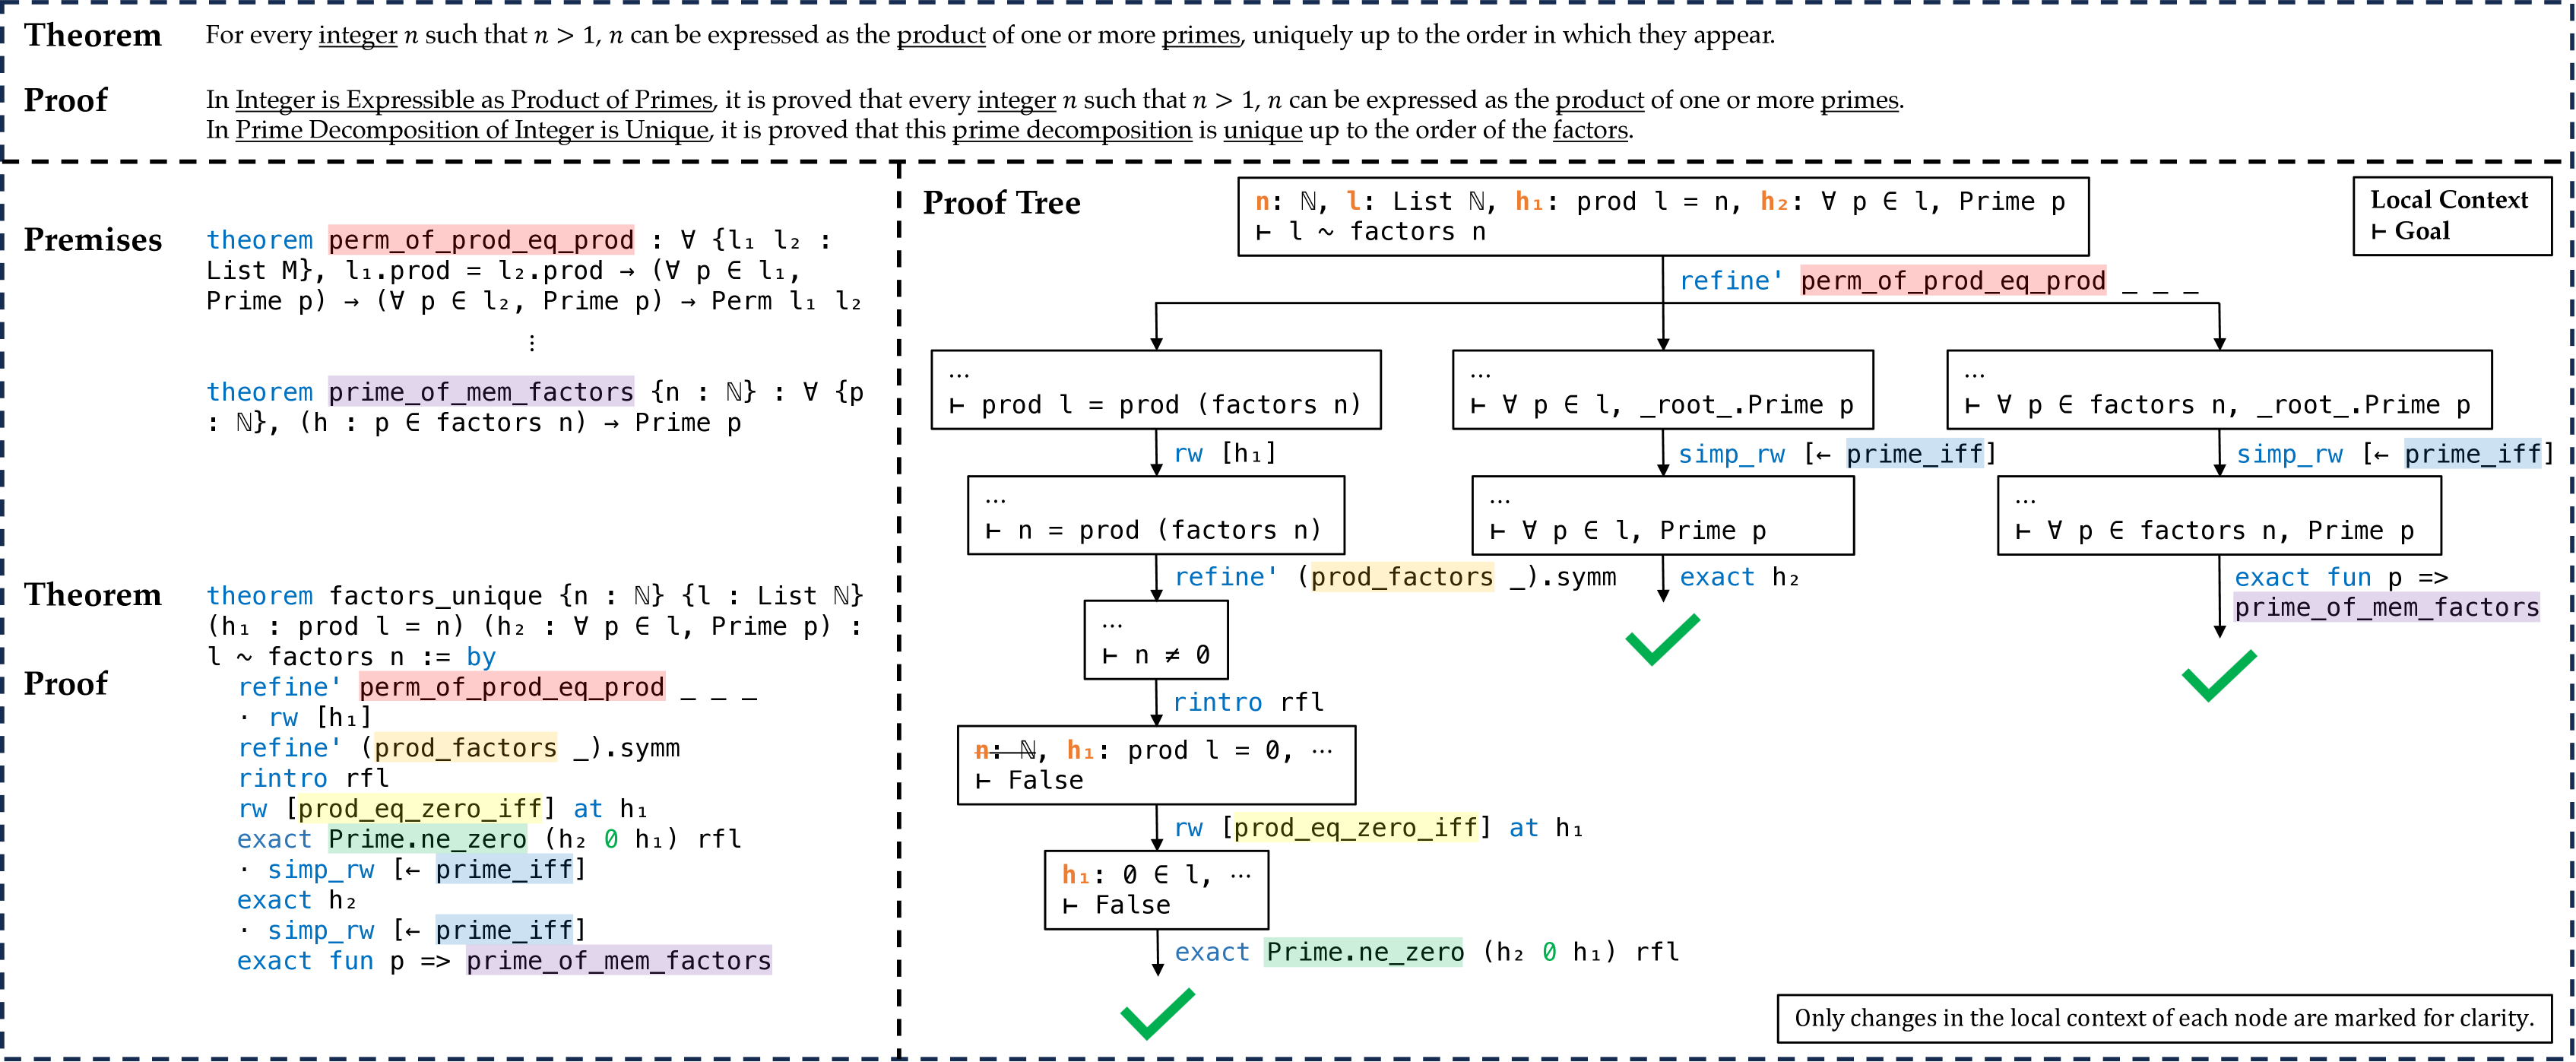 Theorem For every integer n such that n > 1, n can be expressed as the product of one or more primes, uniquely up to the order in which they appear.
Proof In Integer is Expressible as Product of Primes, it is proved that every integer n such that n > 1, n can be expressed as the product of one or more primes.
In Prime Decomposition of Integer is Unique, it is proved that this prime decomposition is unique up to the order of the factors.
Premises
theorem perm_of_prod_eq_prod : ∀ {l₁ l₂ :
List M}, l₁.prod = l₂.prod → (∀ p ∈ l₁,
Prime p) → (∀ p ∈ l₂, Prime p) → Perm l₁ l₂
⋮
theorem prime_of_mem_factors {n : ℕ} : ∀ {p
: ℕ}, (h : p ∈ factors n) → Prime p
Theorem
theorem factors_unique {n : ℕ} {l : List ℕ}
(h₁ : prod l = n) (h₂ : ∀ p ∈ l, Prime p) :
l ~ factors n := by
Proof
refine' perm_of_prod_eq_prod _ _ _
· rw [h₁]
refine' (prod_factors _).symm
rintro rfl
rw [prod_eq_zero_iff] at h₁
exact Prime.ne_zero (h₂ 0 h₁) rfl
· simp_rw [← prime_iff]
exact h₂
· simp_rw [← prime_iff]
exact fun p => prime_of_mem_factors
Proof Tree
n: ℕ, l: List ℕ, h₁: prod l = n, h₂: ∀ p ∈ l, Prime p
⊢ l ~ factors n
Local Context
⊢ Goal
refine' perm_of_prod_eq_prod _ _ _
...
⊢ prod l = prod (factors n)
rw [h₁]
...
⊢ n = prod (factors n)
refine' (prod_factors _).symm
...
⊢ n ≠ 0
rintro rfl
n: ℕ, h₁: prod l = 0, ...
⊢ False
rw [prod_eq_zero_iff] at h₁
h₁: 0 ∈ l, ...
⊢ False
exact Prime.ne_zero (h₂ 0 h₁) rfl
...
⊢ ∀ p ∈ l, _root_.Prime p
simp_rw [← prime_iff]
...
⊢ ∀ p ∈ l, Prime p
exact h₂
...
⊢ ∀ p ∈ factors n, _root_.Prime p
simp_rw [← prime_iff]
...
⊢ ∀ p ∈ factors n, Prime p
exact fun p =>
prime_of_mem_factors
Only changes in the local context of each node are marked for clarity.